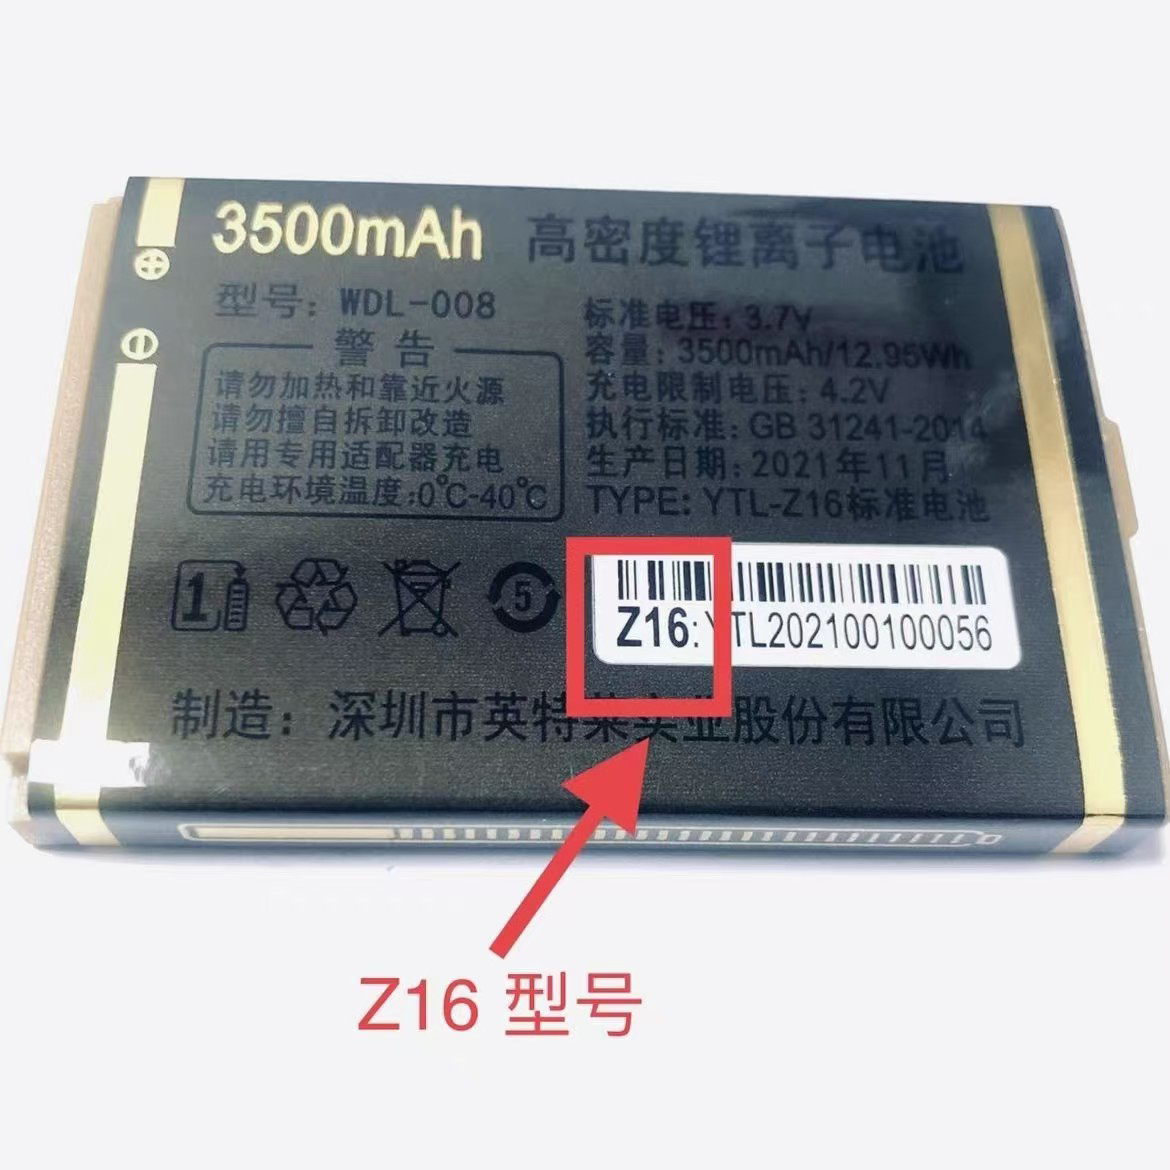 3500mAh 高密度锂离子电池
型号：WDL-008
警告
请勿加热和靠近火源
请勿擅自拆卸改造
请用专用适配器充电
充电环境温度:0℃-40℃
标准电压：3.7V
容量：3500mAh/12.95Wh
充电限制电压：4.2V
执行标准：GB 31241-2014
生产日期：2021年11月
TYPE：YTL-Z16标准电池
1
5
Z16:YTL202100100056
制造：深圳市英特莱实业股份有限公司
Z16 型号